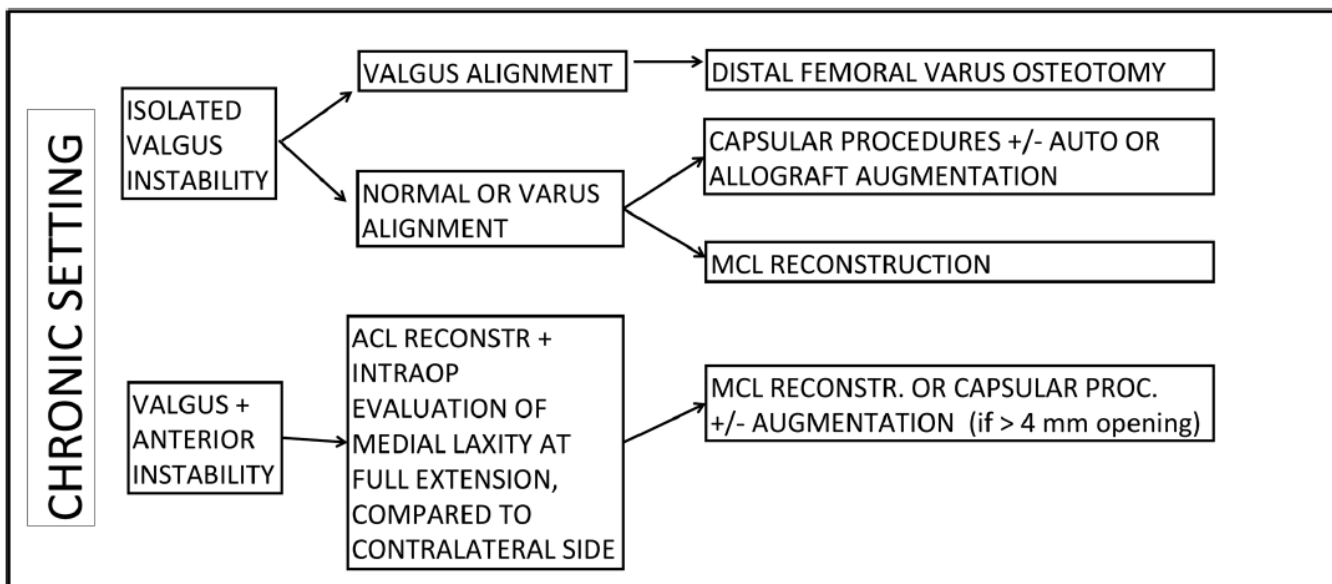 CHRONIC SETTING
ISOLATED
VALGUS
INSTABILITY
VALGUS ALIGNMENT
DISTAL FEMORAL VARUS OSTEOTOMY
NORMAL OR VARUS
ALIGNMENT
CAPSULAR PROCEDURES +/- AUTO OR
ALLOGRAFT AUGMENTATION
MCL RECONSTRUCTION
VALGUS +
ANTERIOR
INSTABILITY
ACL RECONSTR +
INTRAOP
EVALUATION OF
MEDIAL LAXITY AT
FULL EXTENSION,
COMPARED TO
CONTRALATERAL SIDE
MCL RECONSTR. OR CAPSULAR PROC.
+/- AUGMENTATION (if > 4 mm opening)